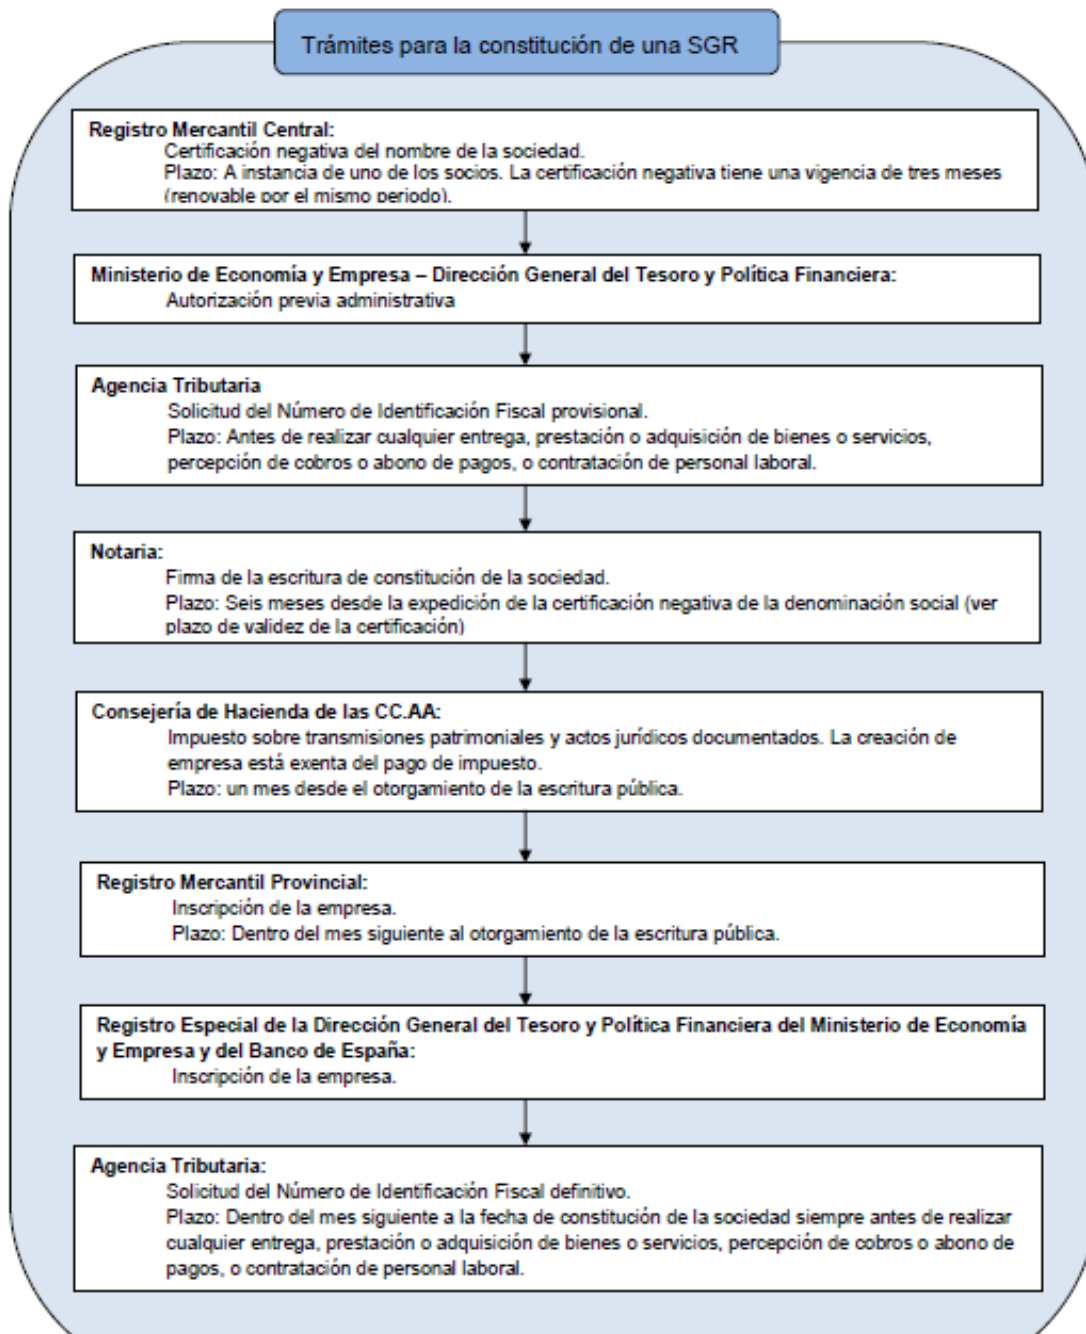 Trámites para la constitución de una SGR
Registro Mercantil Central:
Certificación negativa del nombre de la sociedad.
Plazo: A instancia de uno de los socios. La certificación negativa tiene una vigencia de tres meses
(renovable por el mismo periodo).
Ministerio de Economía y Empresa – Dirección General del Tesoro y Política Financiera:
Autorización previa administrativa
Agencia Tributaria
Solicitud del Número de Identificación Fiscal provisional.
Plazo: Antes de realizar cualquier entrega, prestación o adquisición de bienes o servicios,
percepción de cobros o abono de pagos, o contratación de personal laboral.
Notaria:
Firma de la escritura de constitución de la sociedad.
Plazo: Seis meses desde la expedición de la certificación negativa de la denominación social (ver
plazo de validez de la certificación)
Consejería de Hacienda de las CC.AA:
Impuesto sobre transmisiones patrimoniales y actos jurídicos documentados. La creación de
empresa está exenta del pago de impuesto.
Plazo: un mes desde el otorgamiento de la escritura pública.
Registro Mercantil Provincial:
Inscripción de la empresa.
Plazo: Dentro del mes siguiente al otorgamiento de la escritura pública.
Registro Especial de la Dirección General del Tesoro y Política Financiera del Ministerio de Economía
y Empresa y del Banco de España:
Inscripción de la empresa.
Agencia Tributaria:
Solicitud del Número de Identificación Fiscal definitivo.
Plazo: Dentro del mes siguiente a la fecha de constitución de la sociedad siempre antes de realizar
cualquier entrega, prestación o adquisición de bienes o servicios, percepción de cobros o abono de
pagos, o contratación de personal laboral.